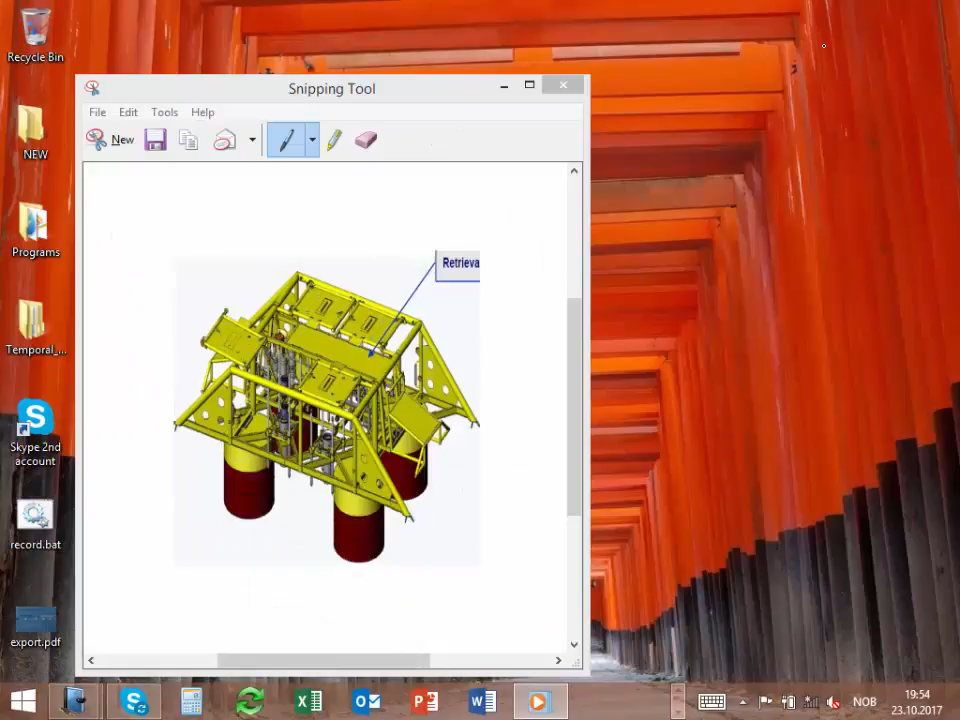 Recycle Bin
Snipping Tool
File Edit Tools Help
New
NEW
Retrieva
Programs
Temporal_...
Skype 2nd
account
record.bat
export.pdf
NOB
19:54
23.10.2017